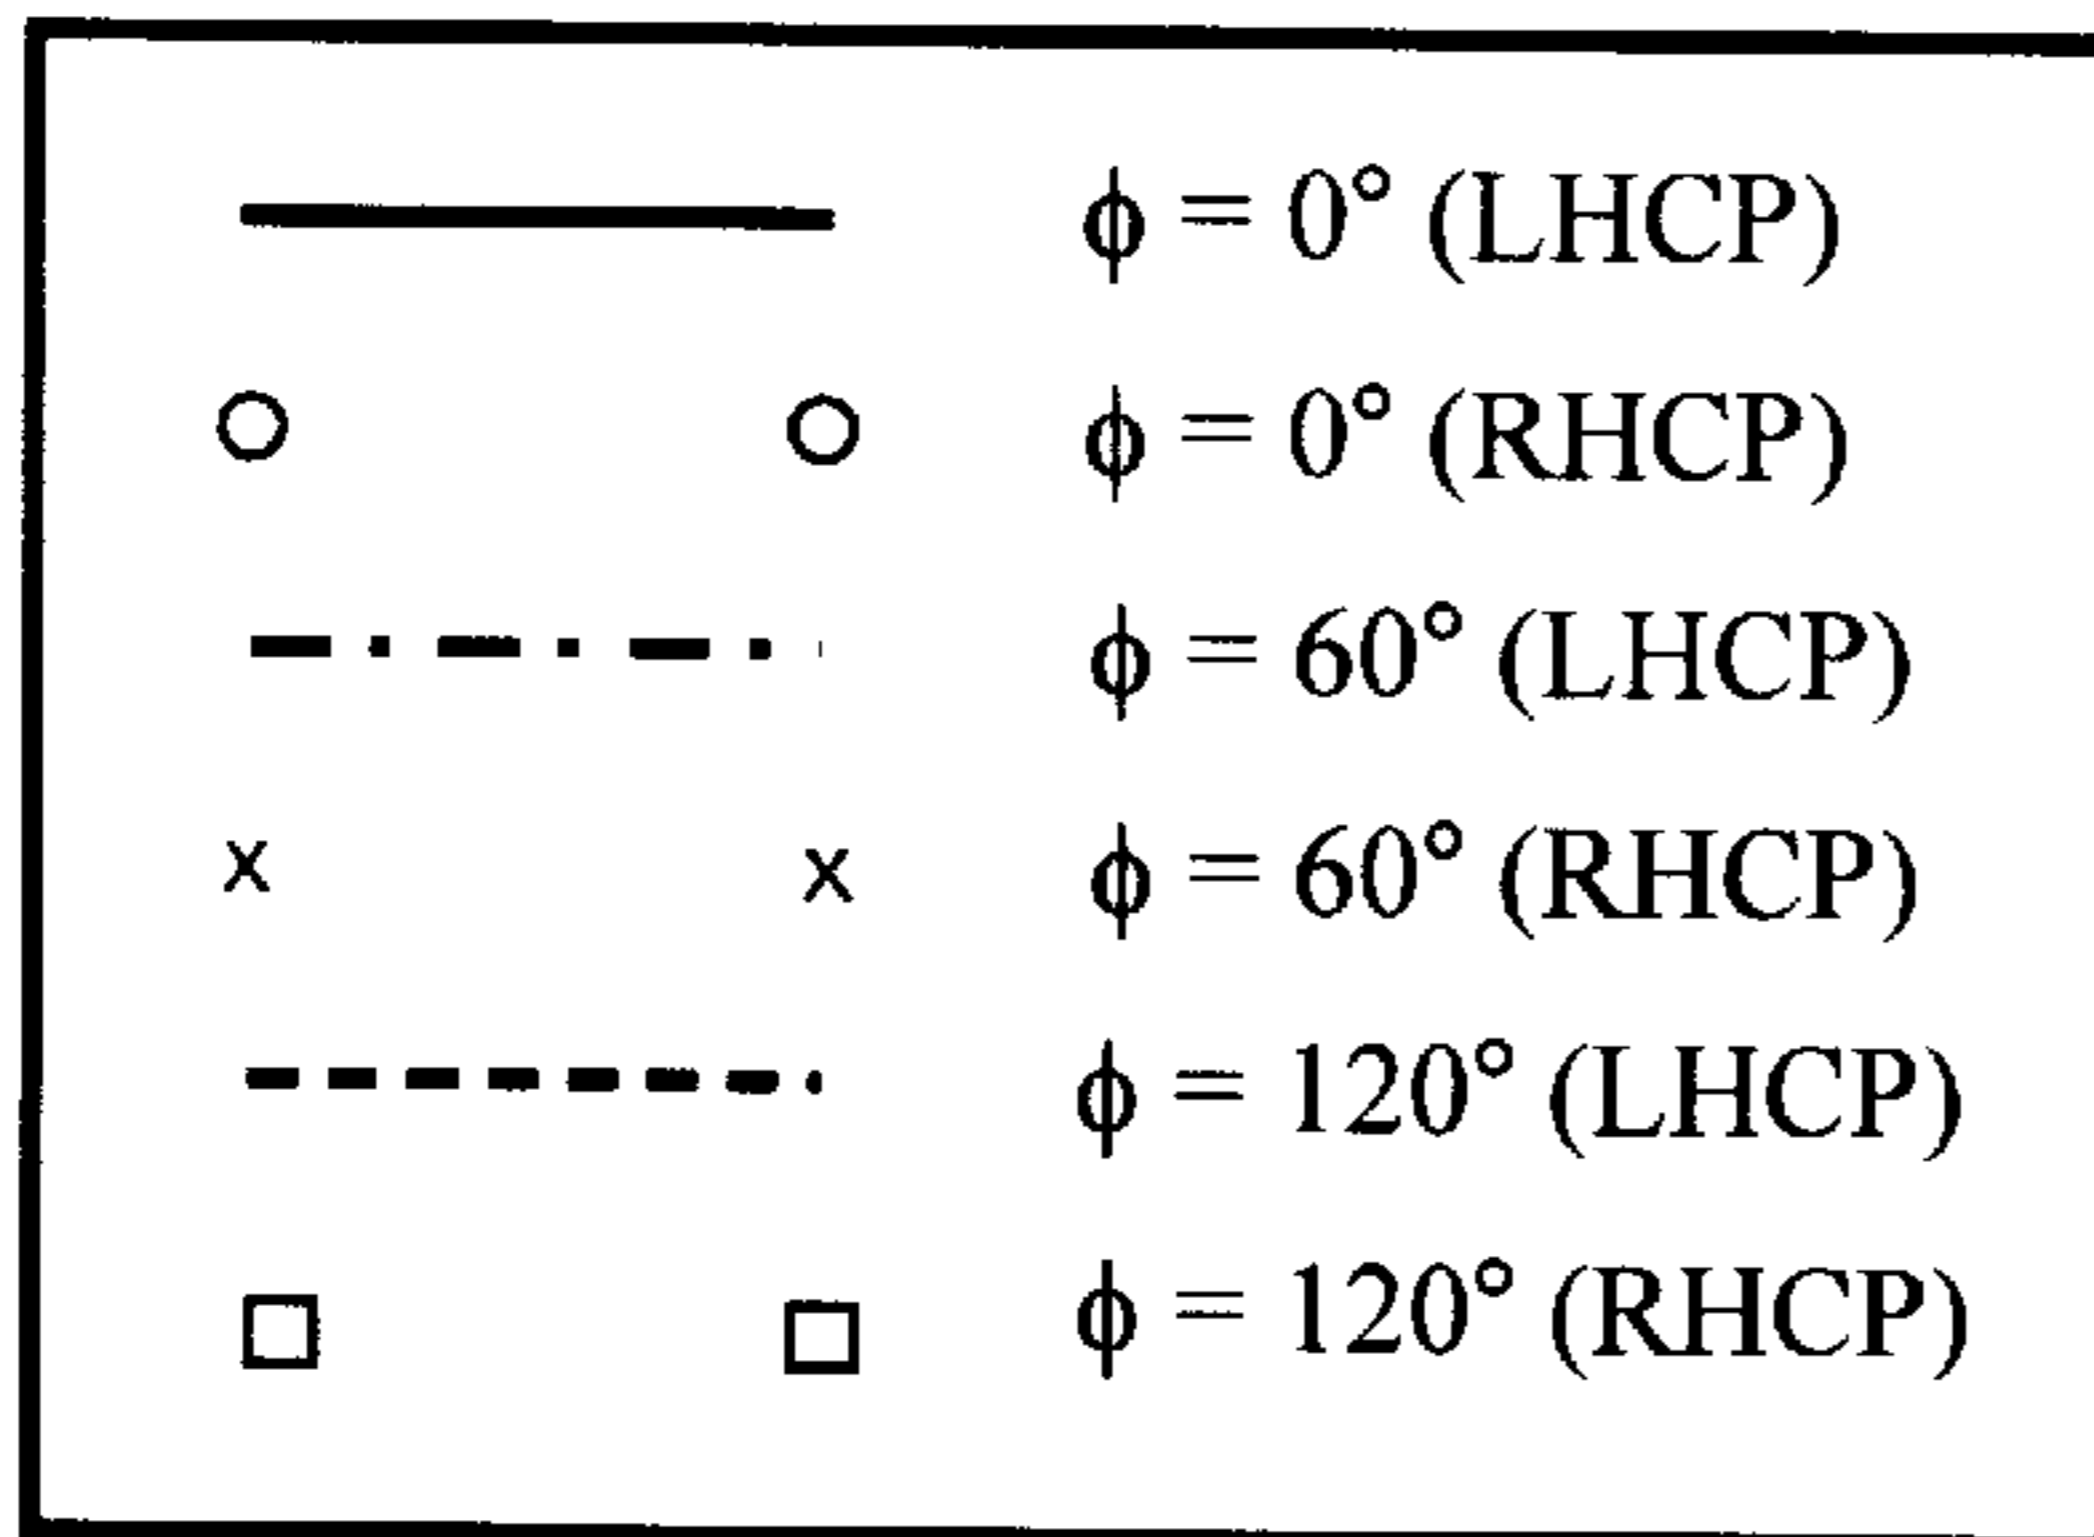 ϕ = 0° (LHCP)
ϕ = 0° (RHCP)
ϕ = 60° (LHCP)
x x ϕ = 60° (RHCP)
ϕ = 120° (LHCP)
ϕ = 120° (RHCP)